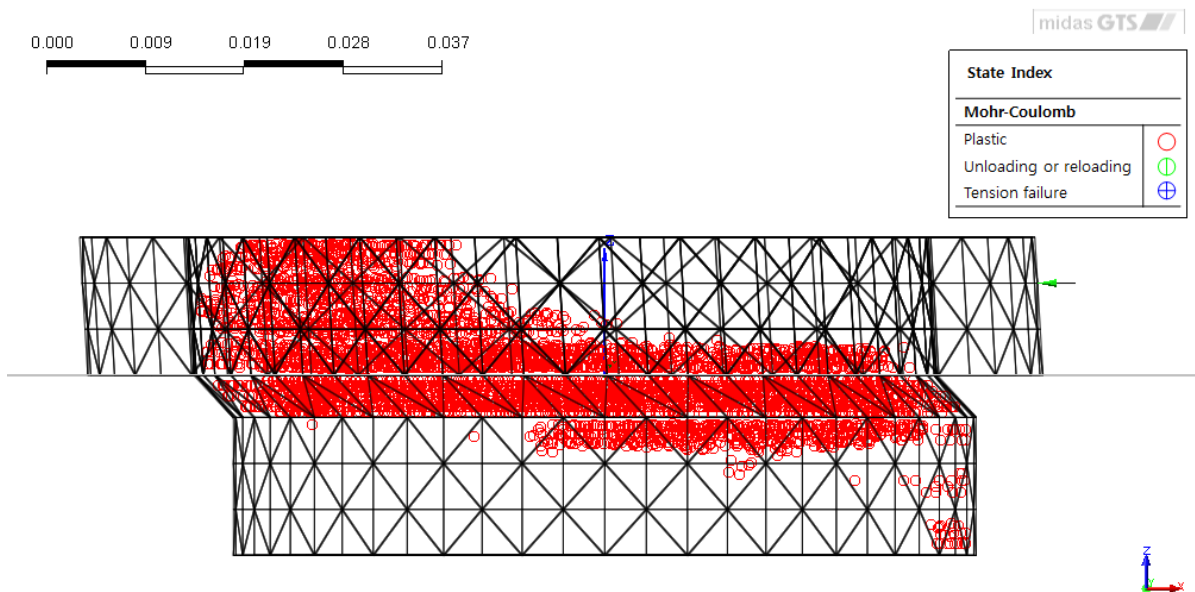 midas GTS
0.000 0.009 0.019 0.028 0.037
State Index
Mohr-Coulomb
Plastic
Unloading or reloading
Tension failure
Z
Y
X